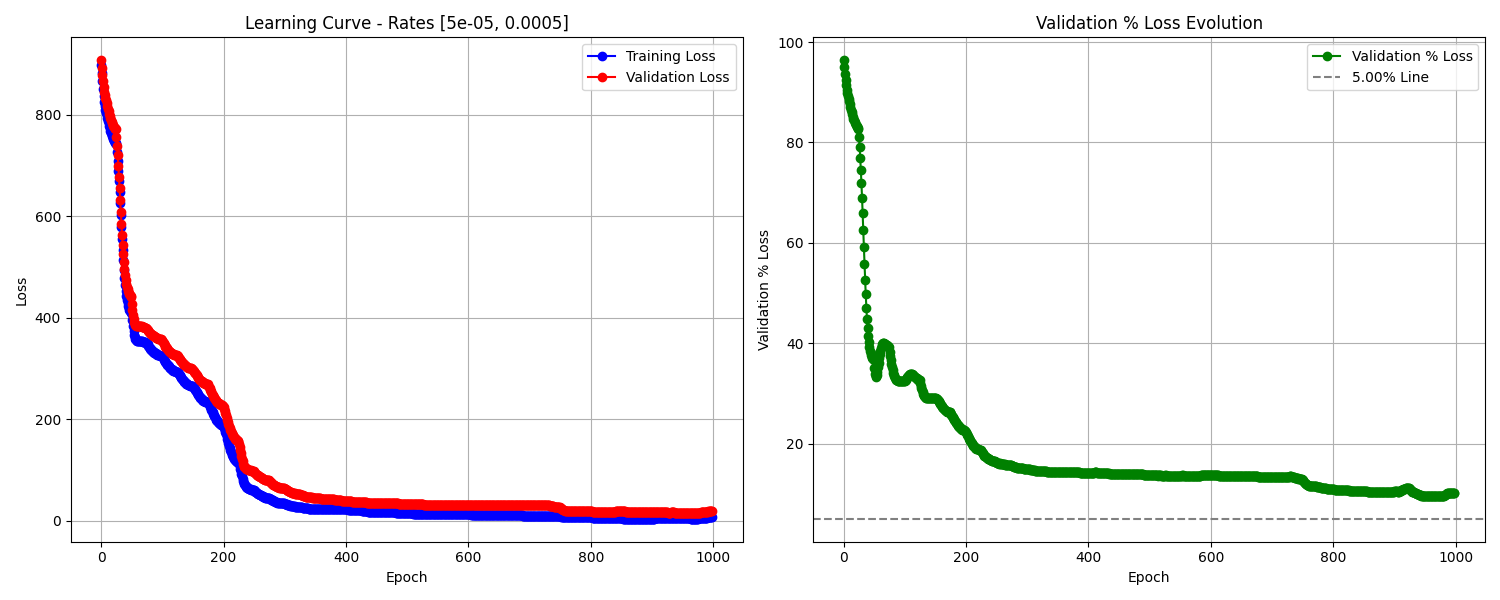 Learning Curve - Rates [5e-05, 0.0005]
Training Loss
Validation Loss
Loss
800
600
400
200
0
0 200 400 600 800 1000
Epoch
Validation % Loss Evolution
Validation % Loss
5.00% Line
Validation % Loss
100
80
60
40
20
0 200 400 600 800 1000
Epoch